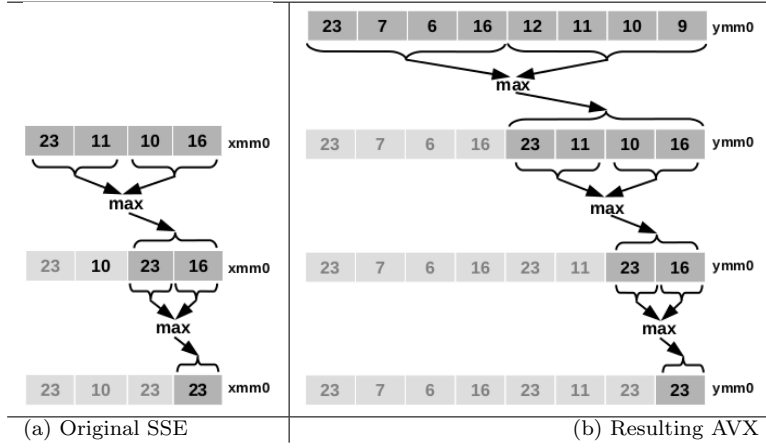 23 7 6 16 12 11 10 9 ymm0
max
23 7 6 16 23 11 10 16 ymm0
max
23 7 6 16 23 11 23 16 ymm0
max
23 7 6 16 23 11 23 23 ymm0
23 11 10 16 xmm0
max
23 10 23 16 xmm0
max
23 10 23 23 xmm0
(a) Original SSE
(b) Resulting AVX